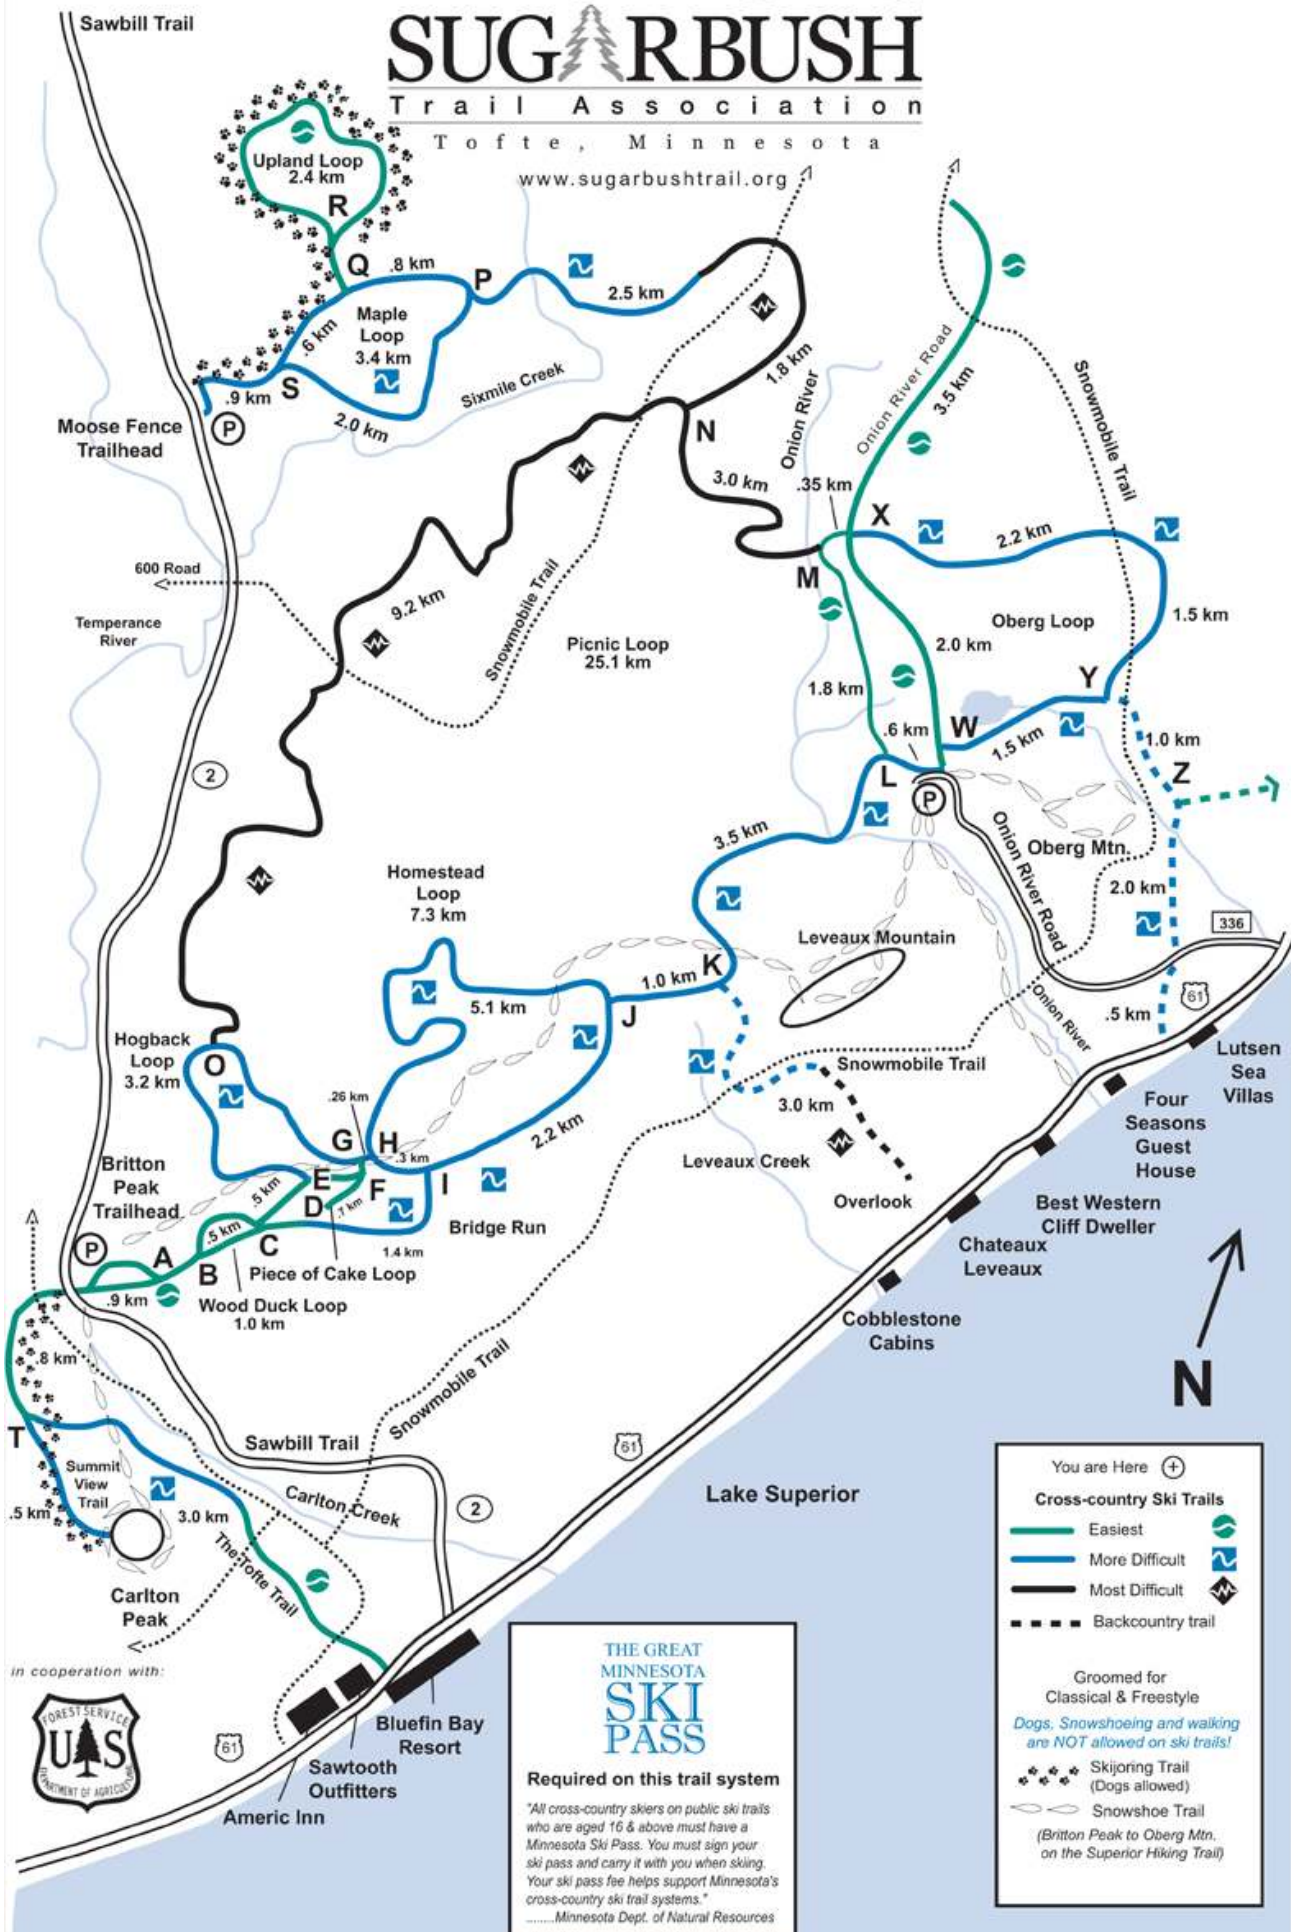 Sawbill Trail
SUGARBUSH
Trail Association
Tofte, Minnesota
www.sugarbushtrail.org
Upland Loop
2.4 km
R
Q
.8 km
P
2.5 km
Maple
Loop
3.4 km
.6 km
S
.9 km
2.0 km
Sixmile Creek
Moose Fence
Trailhead
P
1.8 km
N
Onion River
Onion River Road
3.5 km
Snowmobile Trail
3.0 km
.35 km
X
2.2 km
M
600 Road
Temperance
River
9.2 km
Snowmobile Trail
Picnic Loop
25.1 km
Oberg Loop
1.5 km
2.0 km
1.8 km
Y
.6 km
W
1.5 km
1.0 km
Z
2
L
P
3.5 km
Onion River Road
Oberg Mtn.
2.0 km
336
Homestead
Loop
7.3 km
Leveaux Mountain
K
1.0 km
5.1 km
J
.5 km
61
Onion River
Hogback
Loop
3.2 km
O
Snowmobile Trail
Lutsen
Sea
Villas
3.0 km
Four
Seasons
Guest
House
.26 km
G
H
.3 km
2.2 km
Leveaux Creek
Overlook
Britton
Peak
Trailhead
E
D
F
I
.5 km
.7 km
Bridge Run
Best Western
Cliff Dweller
P
A
B
C
.5 km
1.4 km
Piece of Cake Loop
Chateaux
Leveaux
.9 km
Wood Duck Loop
1.0 km
Cobblestone
Cabins
.8 km
Snowmobile Trail
N
T
Sawbill Trail
61
Summit
View
Trail
.5 km
3.0 km
Carlton Creek
2
Lake Superior
The Tofte Trail
Carlton
Peak
You are Here
Cross-country Ski Trails
Easiest
More Difficult
Most Difficult
Backcountry trail
Groomed for
Classical & Freestyle
Dogs, Snowshoeing and walking
are NOT allowed on ski trails!
Skijoring Trail
(Dogs allowed)
Snowshoe Trail
(Britton Peak to Oberg Mtn.
on the Superior Hiking Trail)
in cooperation with:
FOREST SERVICE
US
DEPARTMENT OF AGRICULTURE
61
Bluefin Bay
Resort
Sawtooth
Outfitters
Americ Inn
THE GREAT
MINNESOTA
SKI
PASS
Required on this trail system
"All cross-country skiers on public ski trails
who are aged 16 & above must have a
Minnesota Ski Pass. You must sign your
ski pass and carry it with you when skiing.
Your ski pass fee helps support Minnesota's
cross-country ski trail systems."
........Minnesota Dept. of Natural Resources